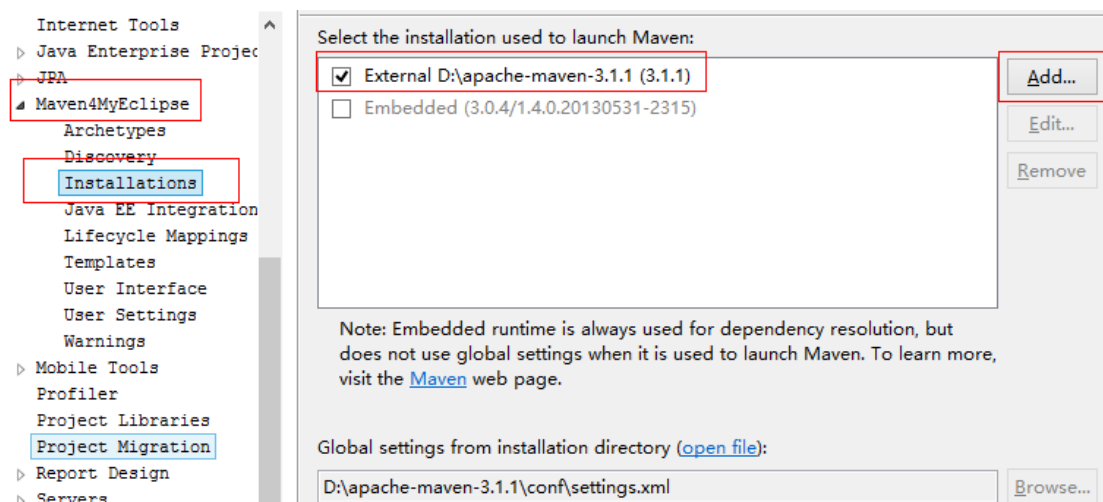 Internet Tools
Java Enterprise Projec
JPA
Maven4MyEclipse
Archetypes
Discovery
Installations
Java EE Integration
Lifecycle Mappings
Templates
User Interface
User Settings
Warnings
Mobile Tools
Profiler
Project Libraries
Project Migration
Report Design
Servers
Select the installation used to launch Maven:
External D:\apache-maven-3.1.1 (3.1.1)
Embedded (3.0.4/1.4.0.20130531-2315)
Add...
Edit...
Remove
Note: Embedded runtime is always used for dependency resolution, but
does not use global settings when it is used to launch Maven. To learn more,
visit the Maven web page.
Global settings from installation directory (open file):
D:\apache-maven-3.1.1\conf\settings.xml
Browse...